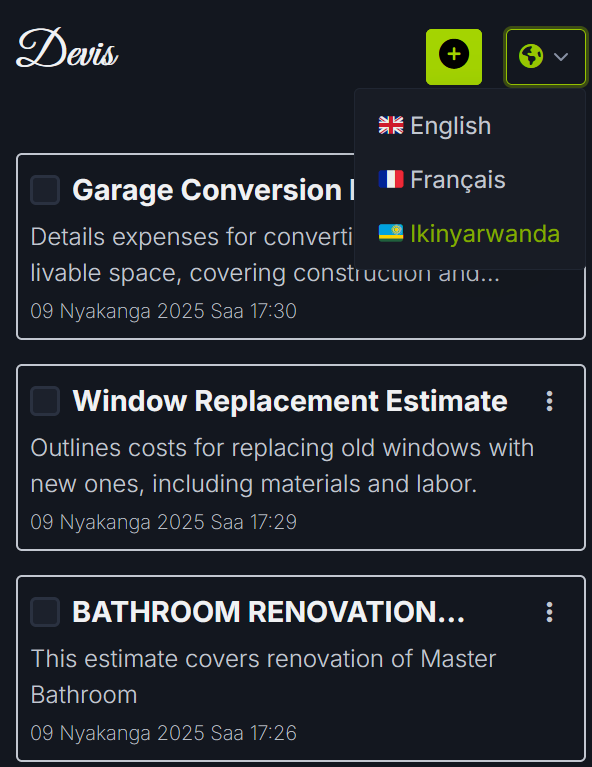 Devis
English
Français
Ikinyarwanda
Garage Conversion
Details expenses for converti
livable space, covering construction and...
09 Nyakanga 2025 Saa 17:30
Window Replacement Estimate
Outlines costs for replacing old windows with
new ones, including materials and labor.
09 Nyakanga 2025 Saa 17:29
BATHROOM RENOVATION...
This estimate covers renovation of Master
Bathroom
09 Nyakanga 2025 Saa 17:26